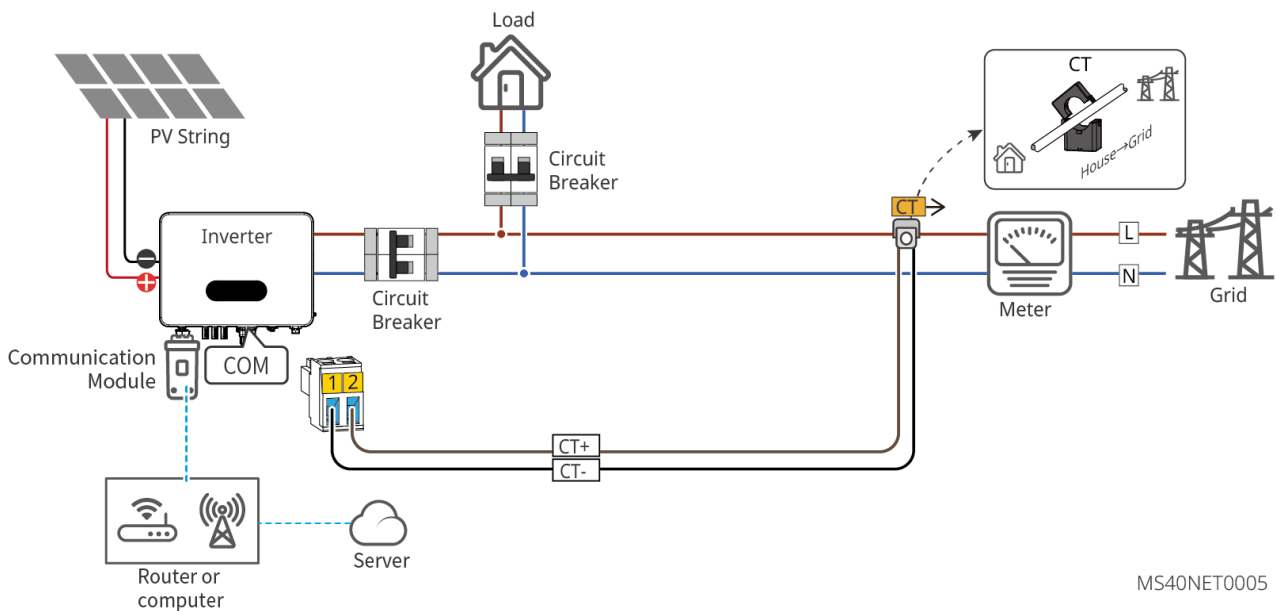 Load
CT
House→Grid
PV String
Circuit
Breaker
CT
Inverter
L
N
Circuit
Breaker
Meter
Grid
Communication
Module
COM
1 2
CT+
CT-
Server
Router or
computer
MS40NET0005